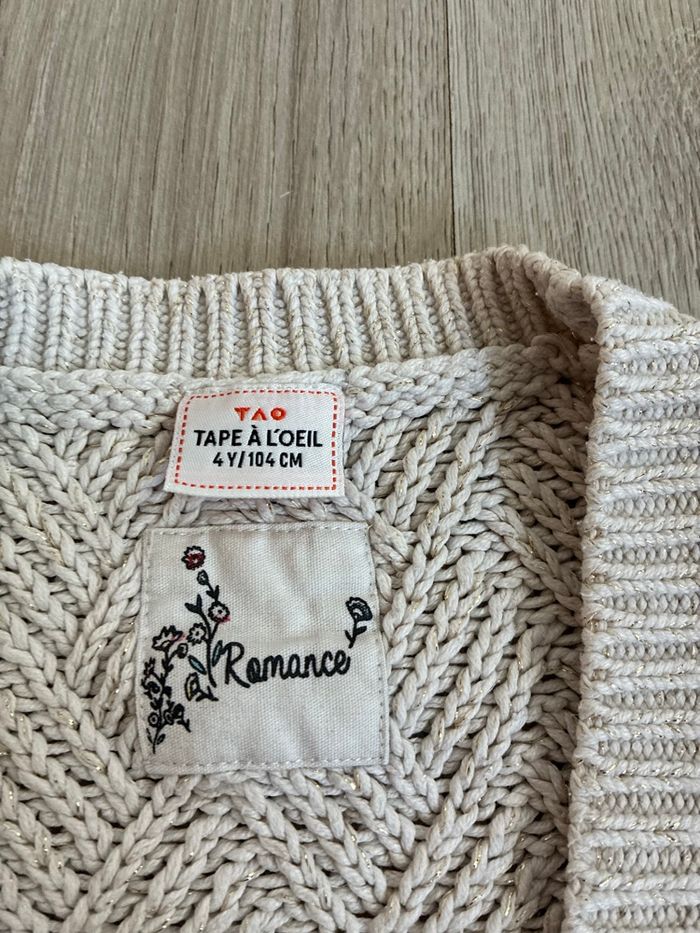 TAO
TAPE À L'OEIL
4 Y/104 CM
Romance